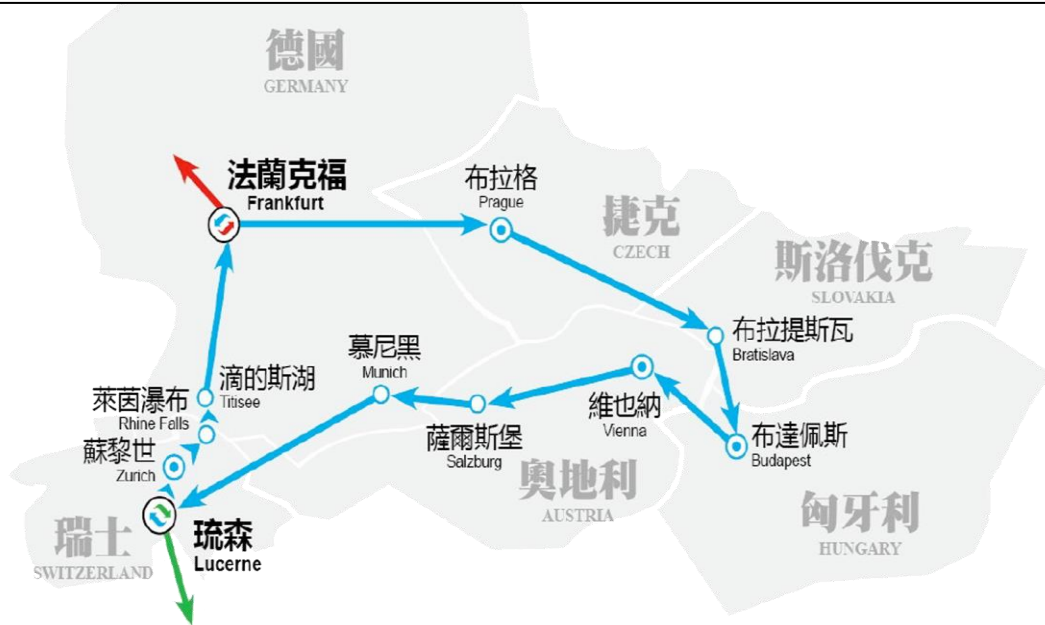 德國
GERMANY
法蘭克福
Frankfurt
布拉格
Prague
捷克
CZECH
斯洛伐克
SLOVAKIA
布拉提斯瓦
Bratislava
慕尼黑
Munich
滴的斯湖
Titisee
萊茵瀑布
Rhine Falls
維也納
Vienna
薩爾斯堡
Salzburg
布達佩斯
Budapest
蘇黎世
Zurich
奧地利
AUSTRIA
匈牙利
HUNGARY
瑞士
SWITZERLAND
琉森
Lucerne